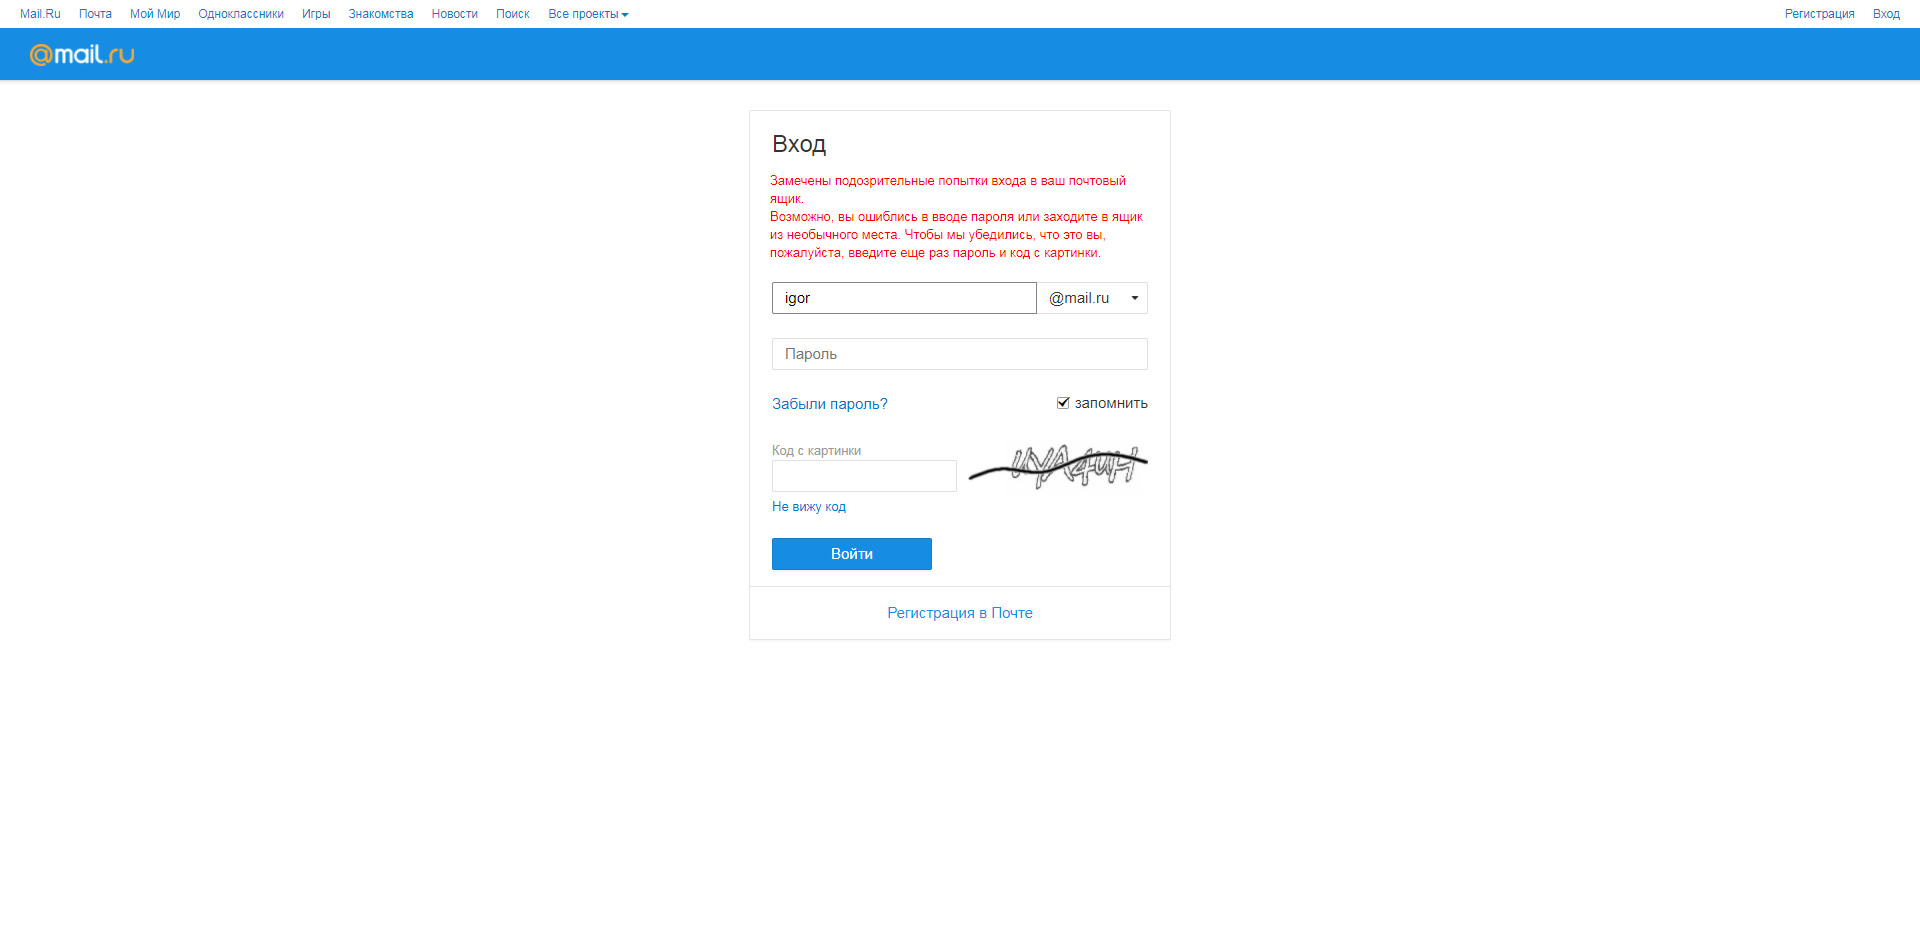 Mail.Ru Почта Мой Мир Одноклассники Игры Знакомства Новости Поиск Все проекты Регистрация Вход
@mail.ru
Вход
Замечены подозрительные попытки входа в ваш почтовый
ящик.
Возможно, вы ошиблись в вводе пароля или заходите в ящик
из необычного места. Чтобы мы убедились, что это вы,
пожалуйста, введите еще раз пароль и код с картинки.
igor @mail.ru
Пароль
Забыли пароль? запомнить
Код с картинки
Не вижу код
Войти
Регистрация в Почте